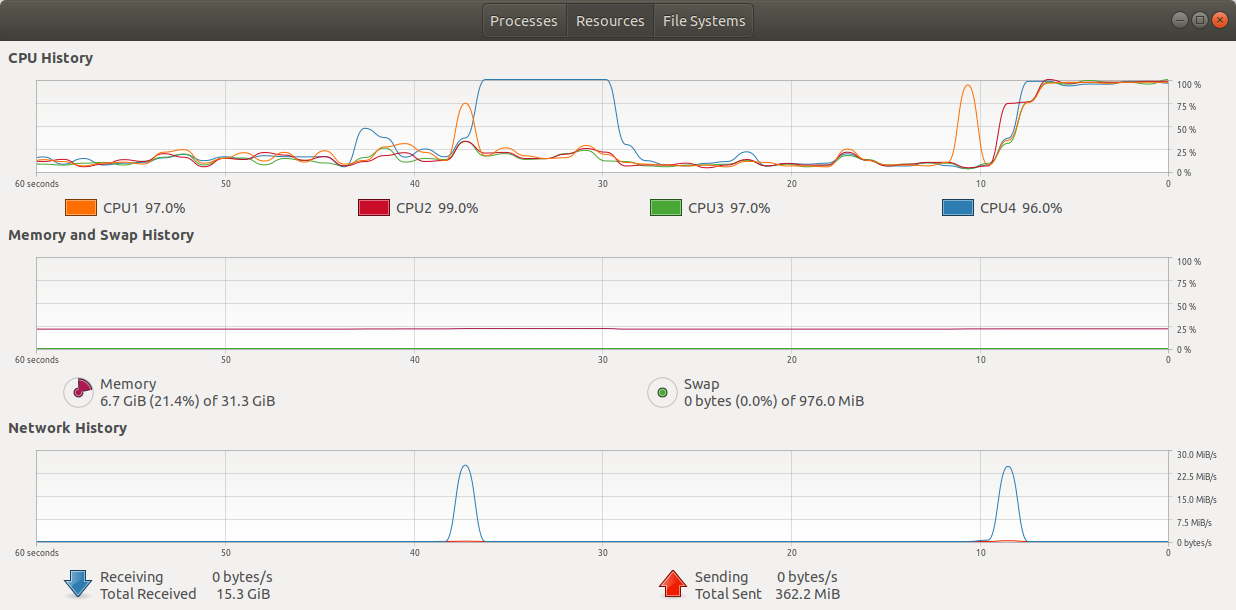 Processes Resources File Systems
CPU History
100 %
75 %
50 %
25 %
0 %
60 seconds 50 40 30 20 10 0
CPU1 97.0% CPU2 99.0% CPU3 97.0% CPU4 96.0%
Memory and Swap History
100 %
75 %
50 %
25 %
0 %
60 seconds 50 40 30 20 10 0
Memory Swap
6.7 GiB (21.4%) of 31.3 GiB 0 bytes (0.0%) of 976.0 MiB
Network History
30.0 MiB/s
22.5 MiB/s
15.0 MiB/s
7.5 MiB/s
0 bytes/s
60 seconds 50 40 30 20 10 0
Receiving 0 bytes/s Sending 0 bytes/s
Total Received 15.3 GiB Total Sent 362.2 MiB